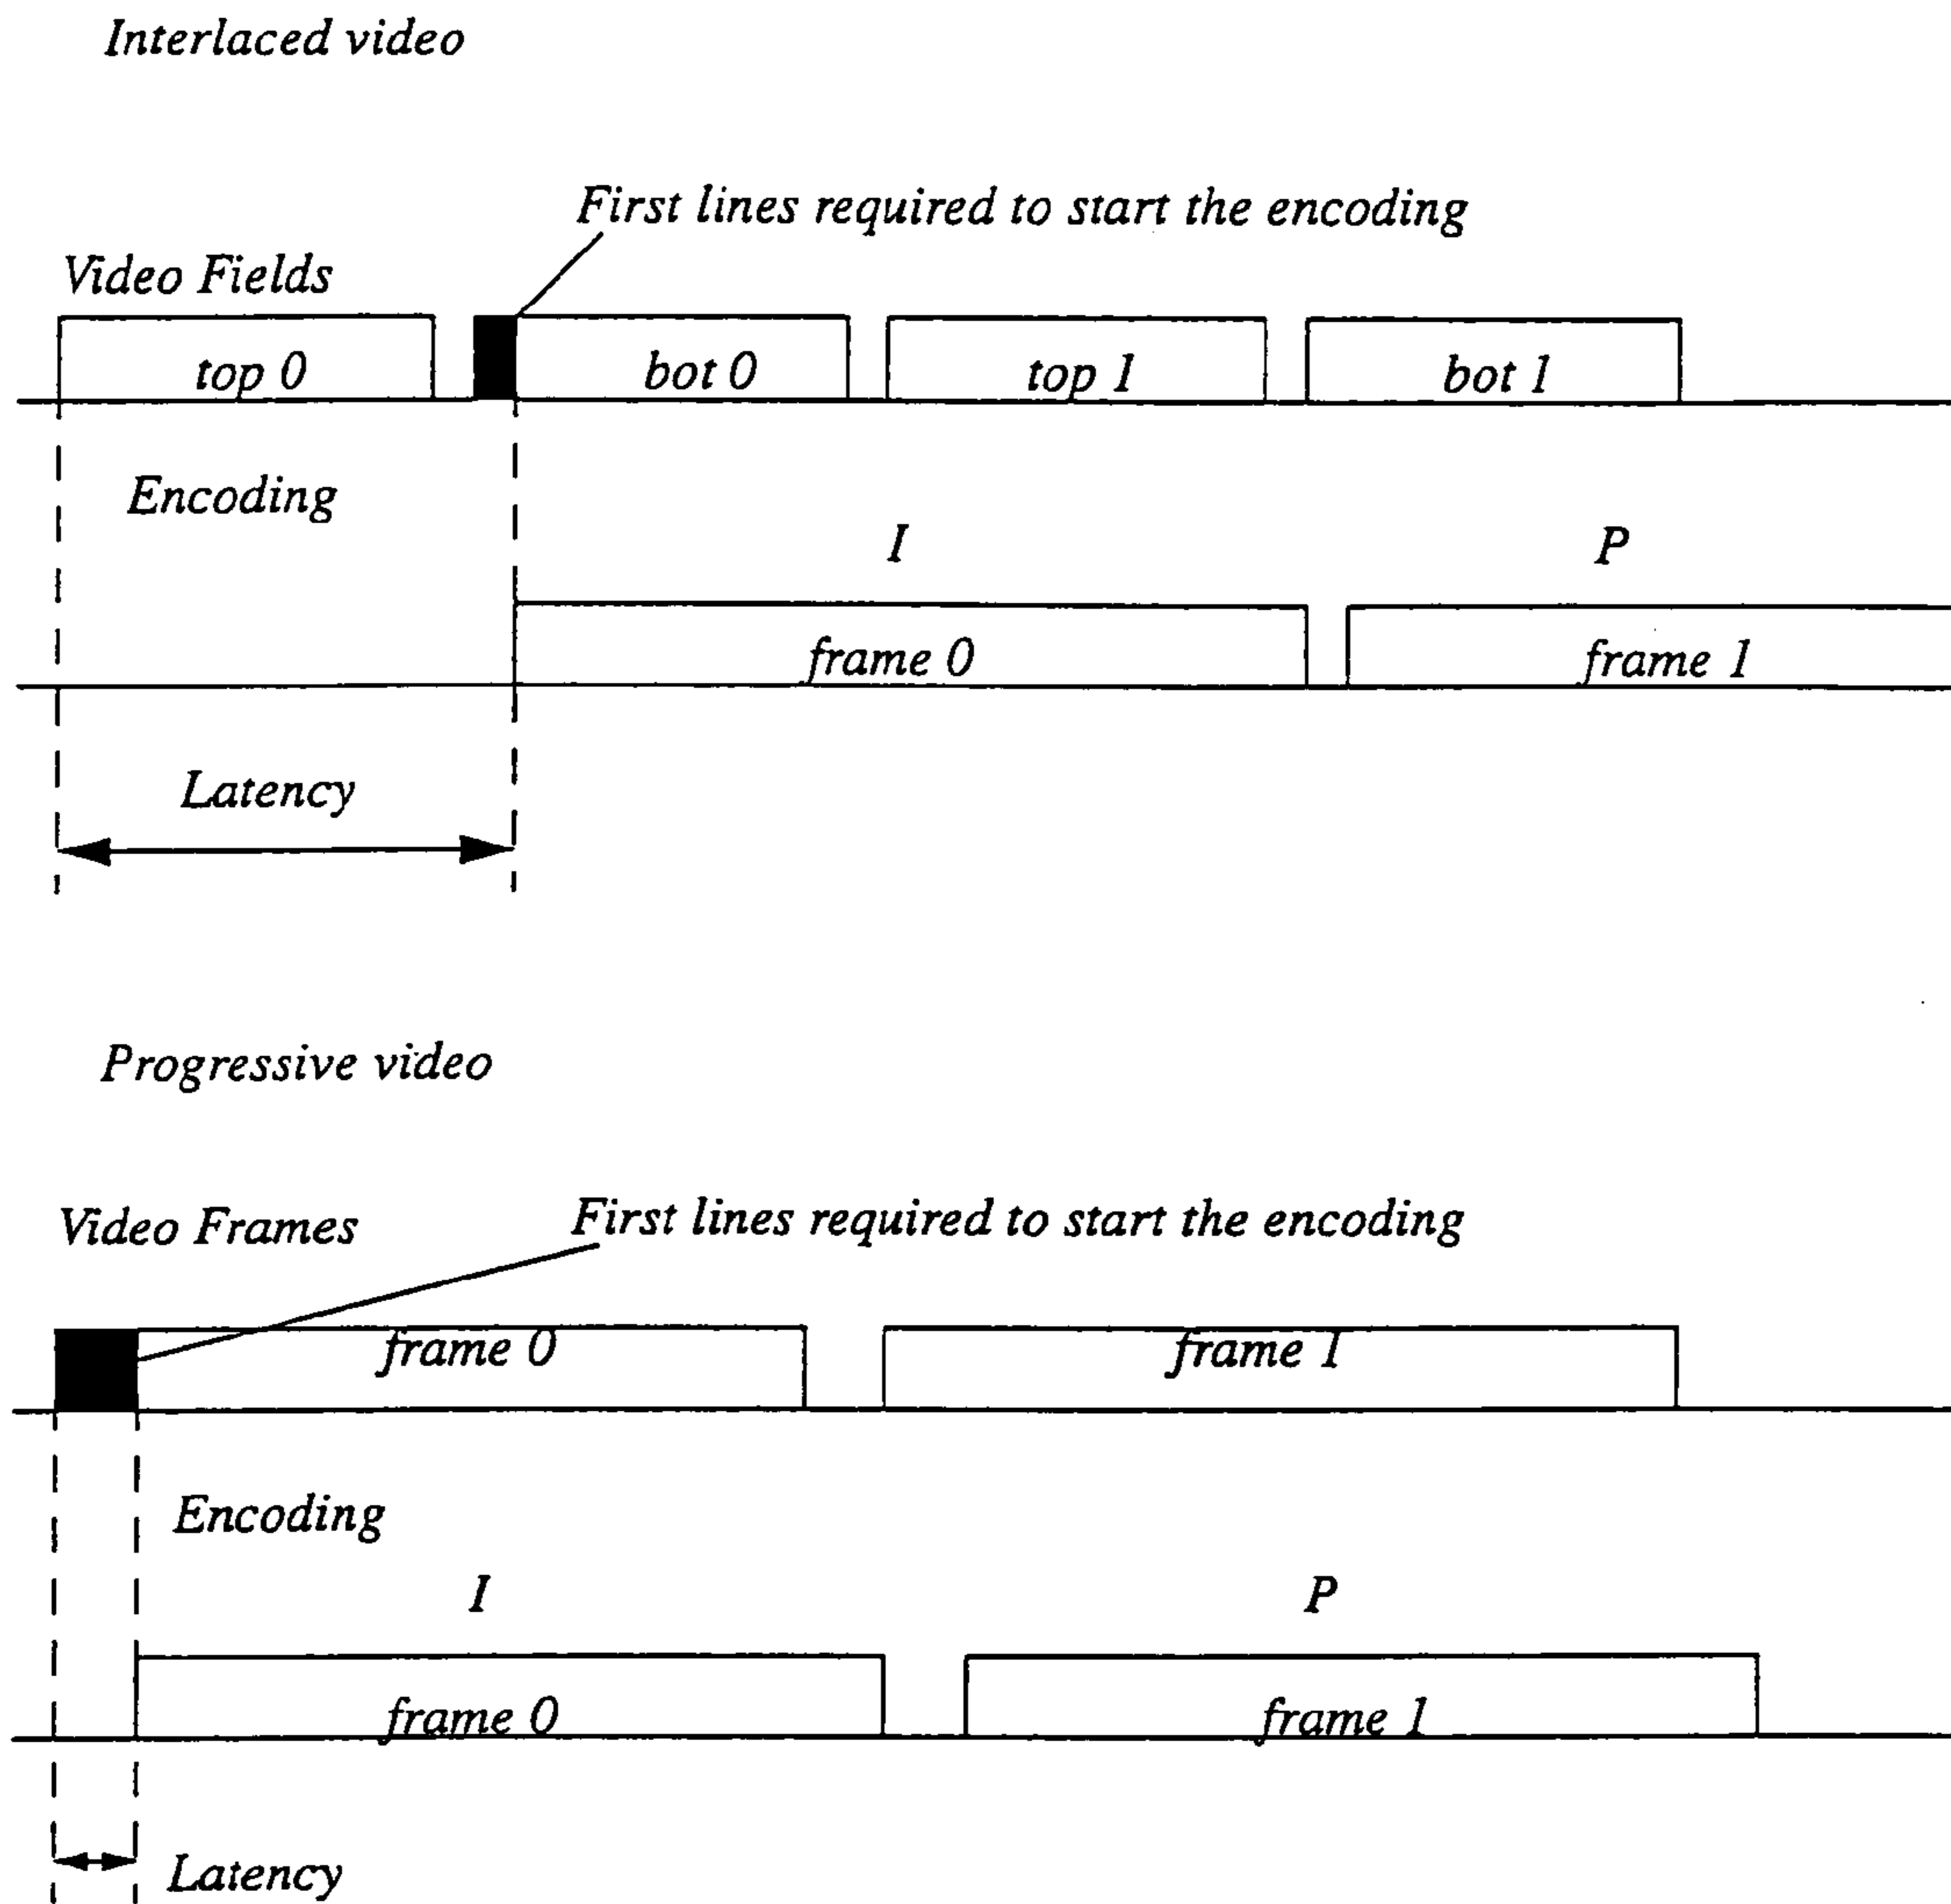 Interlaced video
First lines required to start the encoding
Video Fields
top 0
bot 0
top 1
bot 1
Encoding
I
P
frame 0
frame 1
Latency
Progressive video
Video Frames
First lines required to start the encoding
frame 0
frame 1
Encoding
I
P
frame 0
frame 1
Latency